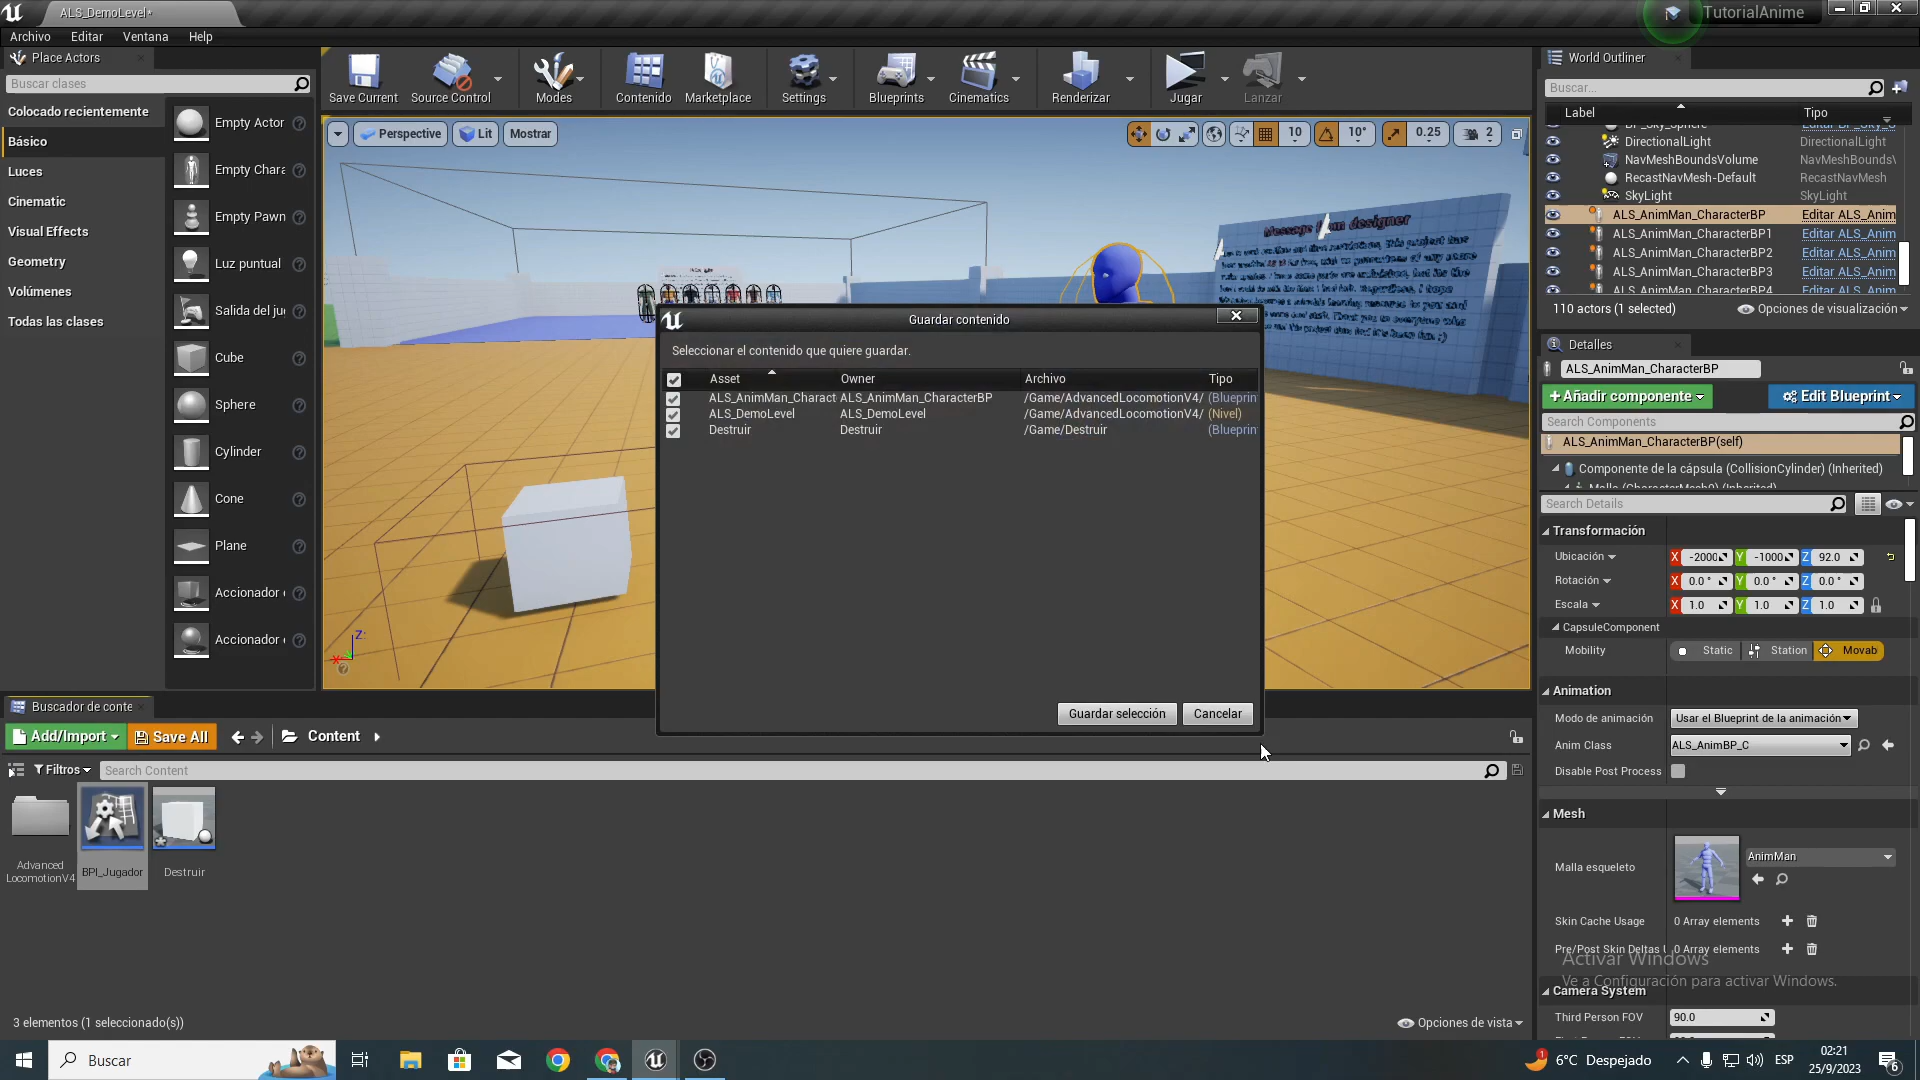 ALS_DemoLevel*
TutorialAnime
Archivo
Editar
Ventana
Help
Place Actors
Buscar clases
Colocado recientemente
Básico
Luces
Cinematic
Visual Effects
Geometry
Volúmenes
Todas las clases
Empty Actor
Empty Chara
Empty Pawn
Luz puntual
Salida del ju
Cube
Sphere
Cylinder
Cone
Plane
Accionador
Accionador
Save Current
Source Control
Modes
Contenido
Marketplace
Settings
Blueprints
Cinematics
Renderizar
Jugar
Lanzar
Perspective
Lit
Mostrar
10
10°
0.25
2
designer
Guardar contenido
Seleccionar el contenido que quiere guardar.
Asset Owner Archivo Tipo
ALS_AnimMan_Charact ALS_AnimMan_CharacterBP /Game/AdvancedLocomotionV4/ (Blueprin
ALS_DemoLevel ALS_DemoLevel /Game/AdvancedLocomotionV4/ (Nivel)
Destruir Destruir /Game/Destruir (Blueprin
Guardar selección
Cancelar
Z
X
World Outliner
Buscar...
Label Tipo
BP_Sky_Sphere
DirectionalLight DirectionalLight
NavMeshBoundsVolume NavMeshBoundsV
RecastNavMesh-Default RecastNavMesh
SkyLight SkyLight
ALS_AnimMan_CharacterBP Editar ALS_Anim
ALS_AnimMan_CharacterBP1 Editar ALS_Anim
ALS_AnimMan_CharacterBP2 Editar ALS_Anim
ALS_AnimMan_CharacterBP3 Editar ALS_Anim
ALS_AnimMan_CharacterBP4 Editar ALS_Anim
110 actors (1 selected)
Opciones de visualización
Detalles
ALS_AnimMan_CharacterBP
+Añadir componente
Edit Blueprint
Search Components
ALS_AnimMan_CharacterBP(self)
Componente de la cápsula (CollisionCylinder) (Inherited)
Malla (CharacterMesh0) (Inherited)
Search Details
Transformación
Ubicación X -2000 Y -1000 Z 92.0
Rotación X 0.0 ° Y 0.0 ° Z 0.0 °
Escala X 1.0 Y 1.0 Z 1.0
CapsuleComponent
Mobility Static Station Movab
Animation
Modo de animación Usar el Blueprint de la animación
Anim Class ALS_AnimBP_C
Disable Post Process
Mesh
Malla esqueleto AnimMan
Skin Cache Usage 0 Array elements
Pre/Post Skin Deltas U 0 Array elements
Activar Windows
Ve a Configuración para activar Windows.
Camera System
Third Person FOV 90.0
Buscador de conte
Add/Import
Save All
Content
Filtros
Search Content
Advanced
LocomotionV4
BPI_Jugador
Destruir
3 elementos (1 seleccionado(s))
Opciones de vista
Buscar
6°C Despejado
ESP
02:21
25/9/2023
1
6